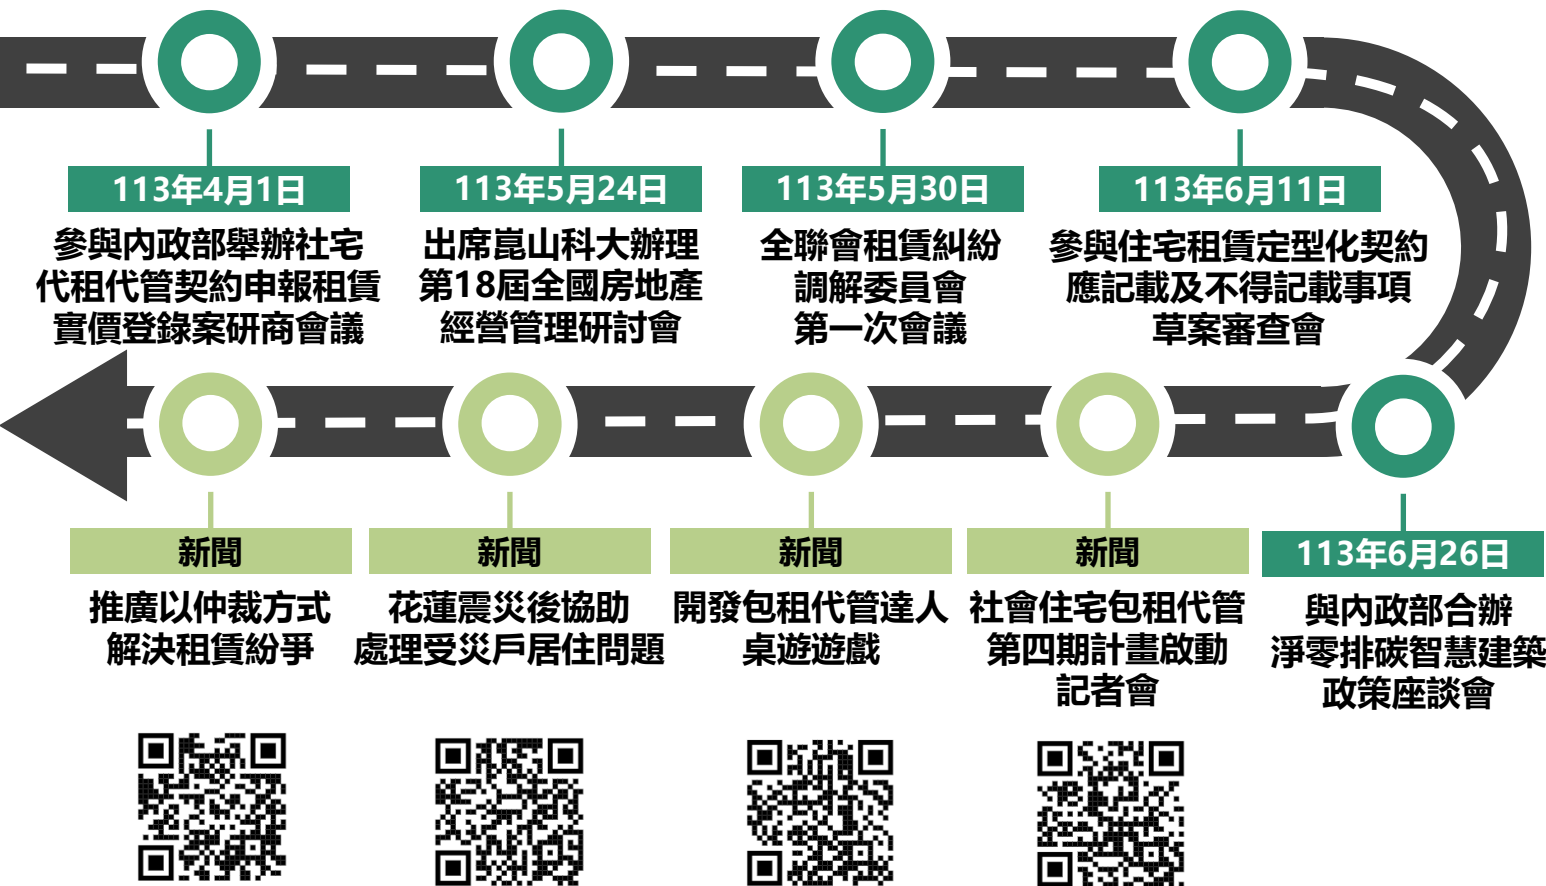 113年4月1日
參與內政部舉辦社宅
代租代管契約申報租賃
實價登錄案研商會議
113年5月24日
出席崑山科大辦理
第18屆全國房地產
經營管理研討會
113年5月30日
全聯會租賃糾紛
調解委員會
第一次會議
113年6月11日
參與住宅租賃定型化契約
應記載及不得記載事項
草案審查會
113年6月26日
與內政部合辦
淨零排碳智慧建築
政策座談會
新聞
社會住宅包租代管
第四期計畫啟動
記者會
新聞
開發包租代管達人
桌遊遊戲
新聞
花蓮震災後協助
處理受災戶居住問題
新聞
推廣以仲裁方式
解決租賃紛爭